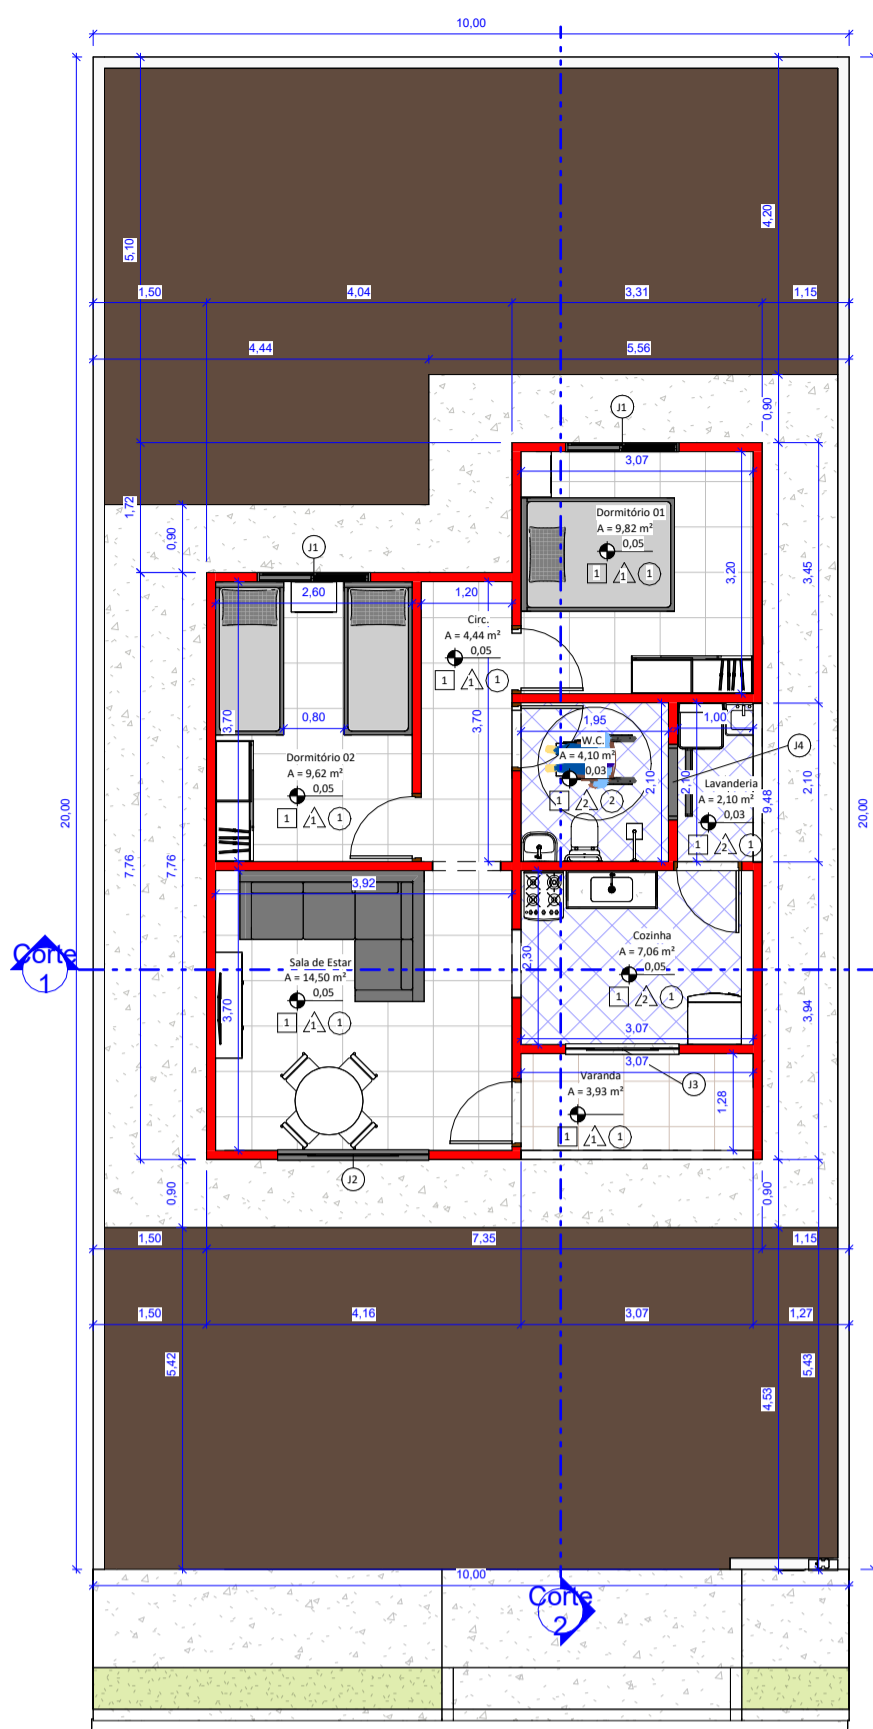 10,00
5,10
4,20
1,50
4,04
3,31
1,15
4,44
5,56
J1
0,90
3,07
1,72
0,90
Dormitório 01
A = 9,82 m²
0,05
1 1 1
3,20
3,45
J1
2,60
1,20
Circ.
A = 4,44 m²
0,05
1 1 1
3,70
0,80
3,70
1,95
1,00
J4
W.C.
A = 4,10 m²
0,03
1 2 2
2,10
2,10
Lavanderia
A = 2,10 m²
0,03
1 2 1
9,48
2,10
Dormitório 02
A = 9,62 m²
0,05
1 1 1
20,00
20,00
7,76
7,76
3,92
Corte
1
Sala de Estar
A = 14,50 m²
0,05
1 1 1
3,70
2,30
Cozinha
A = 7,06 m²
0,05
1 2 1
3,07
3,94
3,07
J3
Varanda
A = 3,93 m²
1 1 1
1,28
J2
0,90
0,90
1,50
7,35
1,15
1,50
4,16
3,07
1,27
5,42
4,53
5,43
10,00
Corte
2